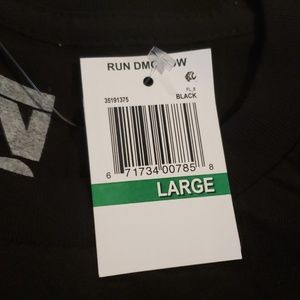 RUN DMC
35191375
BLACK
6 71734 00785 8
LARGE